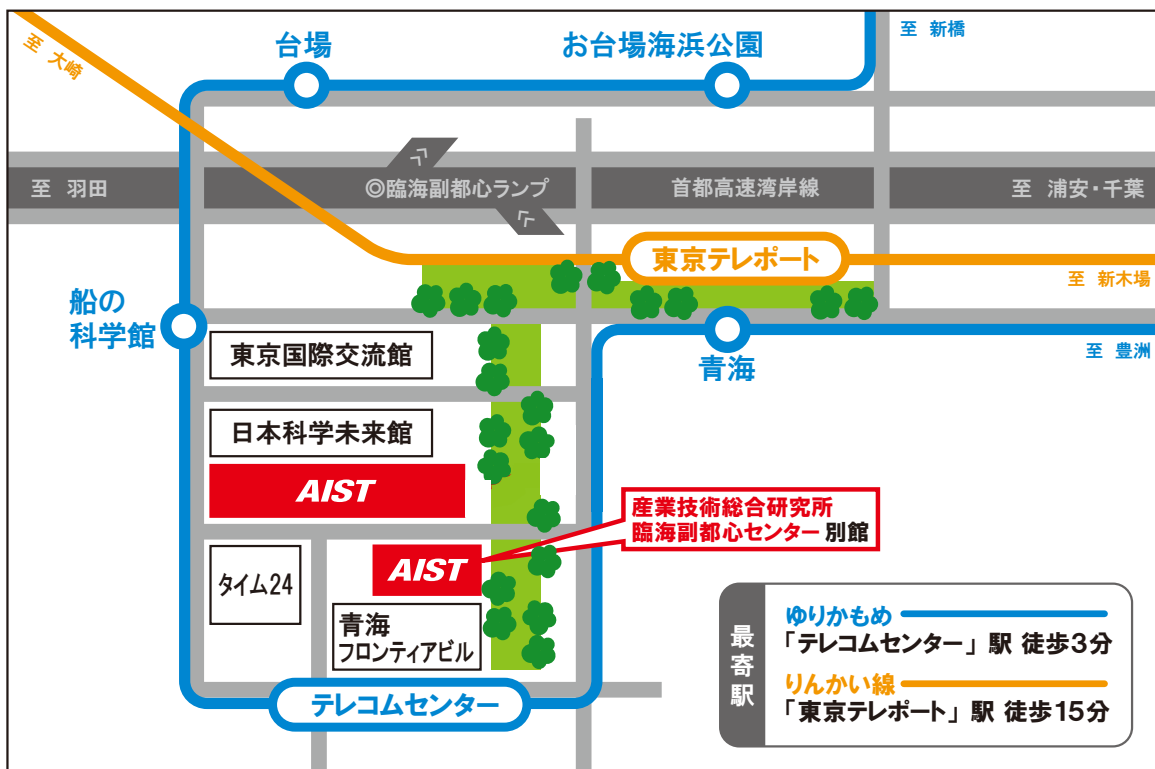 至 大崎
台場
お台場海浜公園
至 新橋
至 羽田
◎臨海副都心ランプ
首都高速湾岸線
至 浦安・千葉
東京テレポート
至 新木場
船の
科学館
青海
至 豊洲
東京国際交流館
日本科学未来館
AIST
産業技術総合研究所
臨海副都心センター 別館
タイム24
AIST
青海
フロンティアビル
テレコムセンター
最寄駅
ゆりかもめ
「テレコムセンター」駅 徒歩3分
りんかい線
「東京テレポート」駅 徒歩15分